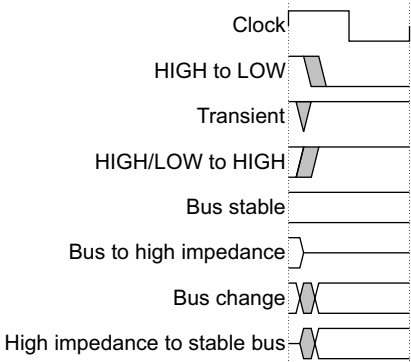 Clock
HIGH to LOW
Transient
HIGH/LOW to HIGH
Bus stable
Bus to high impedance
Bus change
High impedance to stable bus